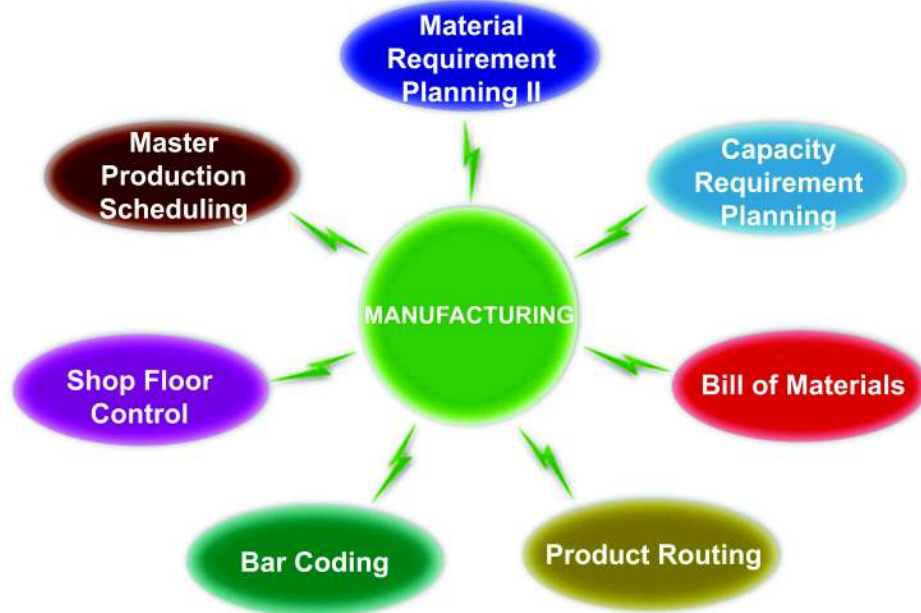 Material
Requirement
Planning II
Master
Production
Scheduling
Capacity
Requirement
Planning
MANUFACTURING
Shop Floor
Control
Bill of Materials
Bar Coding
Product Routing